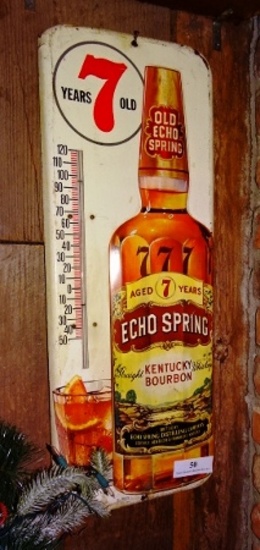 7
YEARS OLD
OLD
ECHO
SPRING
120
110
100
90
80
70
60
50
40
30
20
10
0
10
20
30
40
50
777
AGED 7 YEARS
ECHO SPRING
Straight KENTUCKY Whiskey
BOURBON
ECHO SPRING DISTILLING COMPANY
50